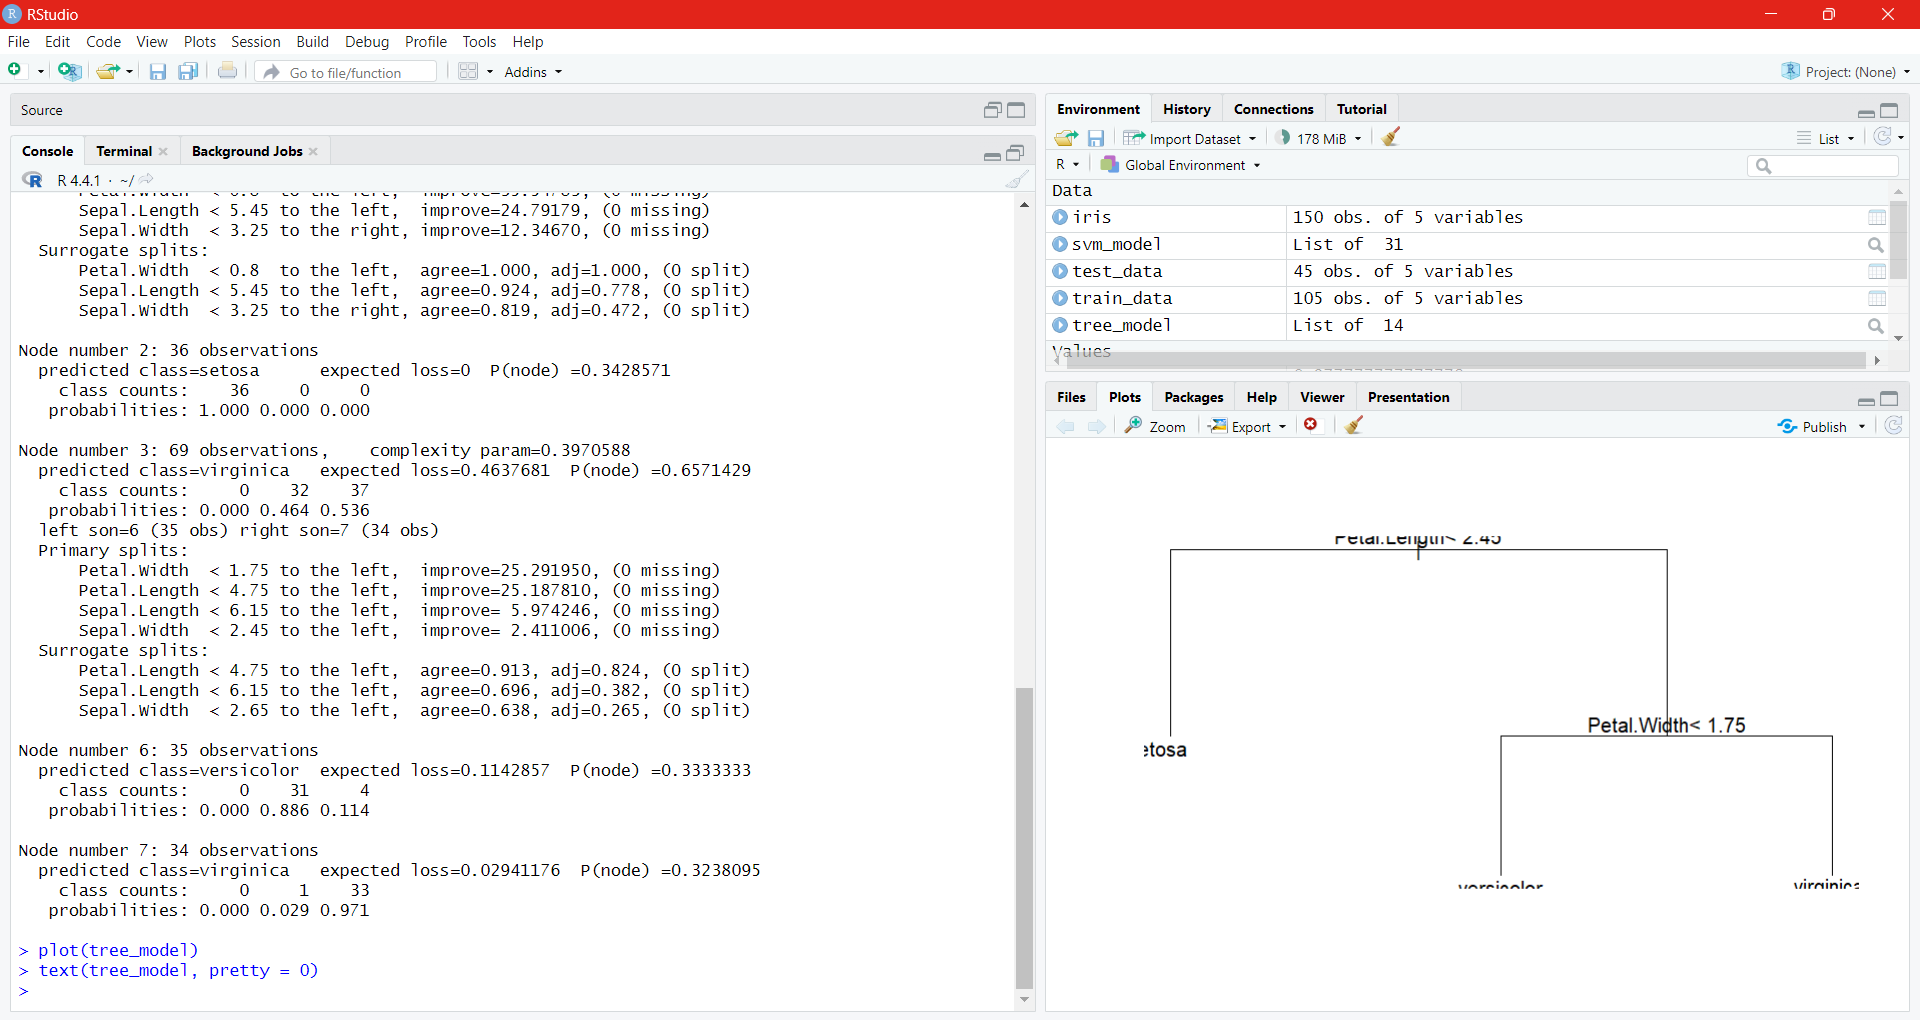 RStudio
File Edit Code View Plots Session Build Debug Profile Tools Help
Go to file/function Addins Project: (None)
Source
Console Terminal Background Jobs
R 4.4.1 · ~/
Sepal.Length < 5.45 to the left, improve=24.79179, (0 missing)
Sepal.Width < 3.25 to the right, improve=12.34670, (0 missing)
Surrogate splits:
Petal.Width < 0.8 to the left, agree=1.000, adj=1.000, (0 split)
Sepal.Length < 5.45 to the left, agree=0.924, adj=0.778, (0 split)
Sepal.Width < 3.25 to the right, agree=0.819, adj=0.472, (0 split)
Node number 2: 36 observations
predicted class=setosa expected loss=0 P(node) =0.3428571
class counts: 36 0 0
probabilities: 1.000 0.000 0.000
Node number 3: 69 observations, complexity param=0.3970588
predicted class=virginica expected loss=0.4637681 P(node) =0.6571429
class counts: 0 32 37
probabilities: 0.000 0.464 0.536
left son=6 (35 obs) right son=7 (34 obs)
Primary splits:
Petal.Width < 1.75 to the left, improve=25.291950, (0 missing)
Petal.Length < 4.75 to the left, improve=25.187810, (0 missing)
Sepal.Length < 6.15 to the left, improve= 5.974246, (0 missing)
Sepal.Width < 2.45 to the left, improve= 2.411006, (0 missing)
Surrogate splits:
Petal.Length < 4.75 to the left, agree=0.913, adj=0.824, (0 split)
Sepal.Length < 6.15 to the left, agree=0.696, adj=0.382, (0 split)
Sepal.Width < 2.65 to the left, agree=0.638, adj=0.265, (0 split)
Node number 6: 35 observations
predicted class=versicolor expected loss=0.1142857 P(node) =0.3333333
class counts: 0 31 4
probabilities: 0.000 0.886 0.114
Node number 7: 34 observations
predicted class=virginica expected loss=0.02941176 P(node) =0.3238095
class counts: 0 1 33
probabilities: 0.000 0.029 0.971
> plot(tree_model)
> text(tree_model, pretty = 0)
>
Environment History Connections Tutorial
Import Dataset 178 MiB List
R Global Environment
Data
iris 150 obs. of 5 variables
svm_model List of 31
test_data 45 obs. of 5 variables
train_data 105 obs. of 5 variables
tree_model List of 14
Values
Files Plots Packages Help Viewer Presentation
Zoom Export Publish
Petal.Length< 2.45
etosa
Petal.Width< 1.75
versicolor virginica